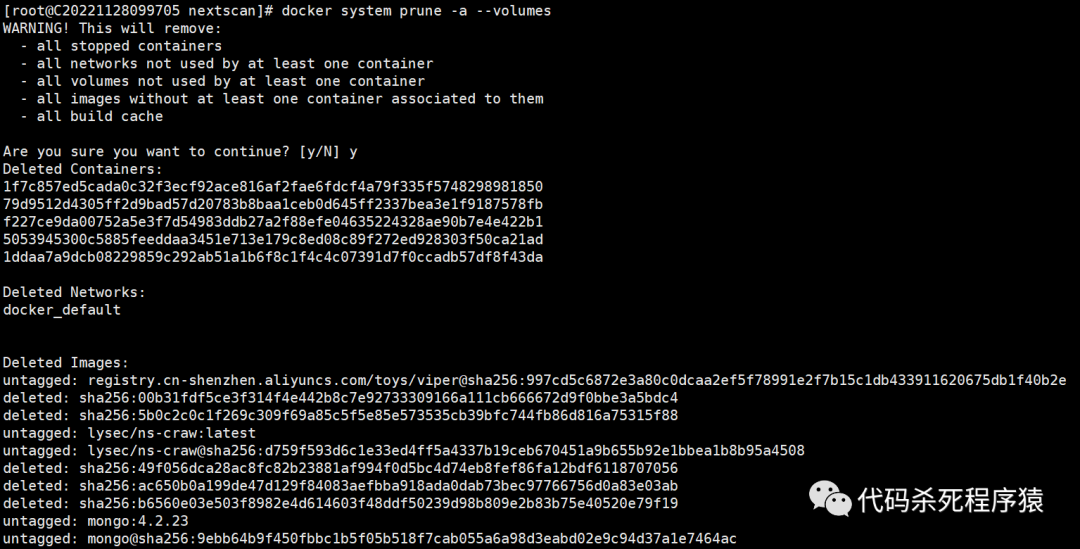 [root@C20221128099705 nextscan]# docker system prune -a --volumes
WARNING! This will remove:
  - all stopped containers
  - all networks not used by at least one container
  - all volumes not used by at least one container
  - all images without at least one container associated to them
  - all build cache
Are you sure you want to continue? [y/N] y
Deleted Containers:
1f7c857ed5cada0c32f3ecf92ace816af2fae6fdcf4a79f335f5748298981850
79d9512d4305ff2d9bad57d20783b8baa1ceb0d645ff2337bea3e1f9187578fb
f227ce9da00752a5e3f7d54983ddb27a2f88efe04635224328ae90b7e4e422b1
5053945300c5885feeddaa3451e713e179c8ed08c89f272ed928303f50ca21ad
1ddaa7a9dcb08229859c292ab51a1b6f8c1f4c4c07391d7f0ccadb57df8f43da
Deleted Networks:
docker_default
Deleted Images:
untagged: registry.cn-shenzhen.aliyuncs.com/toys/viper@sha256:997cd5c6872e3a80c0dcaa2ef5f78991e2f7b15c1db433911620675db1f40b2e
deleted: sha256:00b31fdf5ce3f314f4e442b8c7e92733309166a111cb666672d9f0bbe3a5bdc4
deleted: sha256:5b0c2c0c1f269c309f69a85c5f5e85e573535cb39bfc744fb86d816a75315f88
untagged: lysec/ns-craw:latest
untagged: lysec/ns-craw@sha256:d759f593d6c1e33ed4ff5a4337b19ceb670451a9b655b92e1bbea1b8b95a4508
deleted: sha256:49f056dca28ac8fc82b23881af994f0d5bc4d74eb8fef86fa12bdf6118707056
deleted: sha256:ac650b0a199de47d129f84083aefbba918ada0dab73bec97766756d0a83e03ab
deleted: sha256:b6560e03e503f8982e4d614603f48ddf50239d98b809e2b83b75e40520e79f19
untagged: mongo:4.2.23
untagged: mongo@sha256:9ebb64b9f450fbbc1b5f05b518f7cab055a6a98d3eabd02e9c94d37a1e7464ac
代码杀死程序猿